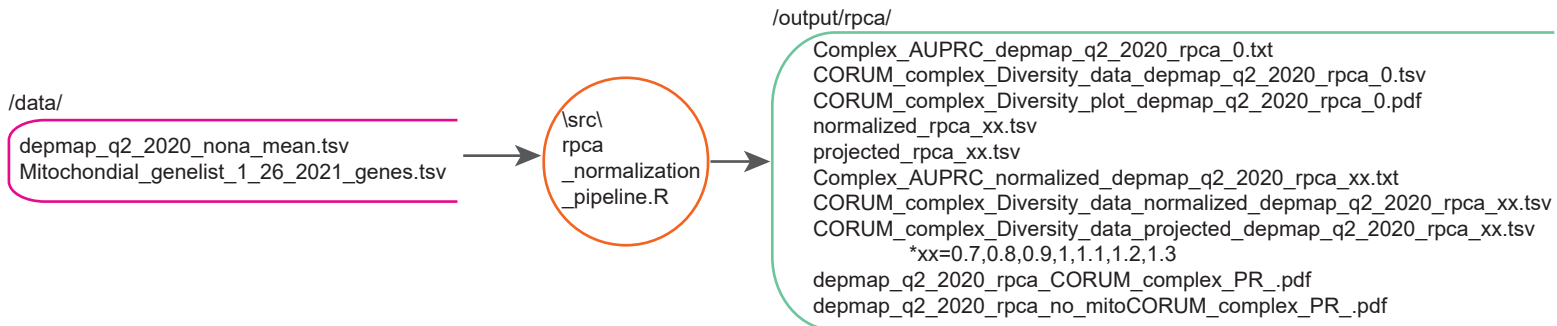 /data/
depmap_q2_2020_nona_mean.tsv
Mitochondial_genelist_1_26_2021_genes.tsv
\src\
rpca
_normalization
_pipeline.R
/output/rpca/
Complex_AUPRC_depmap_q2_2020_rpca_0.txt
CORUM_complex_Diversity_data_depmap_q2_2020_rpca_0.tsv
CORUM_complex_Diversity_plot_depmap_q2_2020_rpca_0.pdf
normalized_rpca_xx.tsv
projected_rpca_xx.tsv
Complex_AUPRC_normalized_depmap_q2_2020_rpca_xx.txt
CORUM_complex_Diversity_data_normalized_depmap_q2_2020_rpca_xx.tsv
CORUM_complex_Diversity_data_projected_depmap_q2_2020_rpca_xx.tsv
*xx=0.7,0.8,0.9,1,1.1,1.2,1.3
depmap_q2_2020_rpca_CORUM_complex_PR_.pdf
depmap_q2_2020_rpca_no_mitoCORUM_complex_PR_.pdf